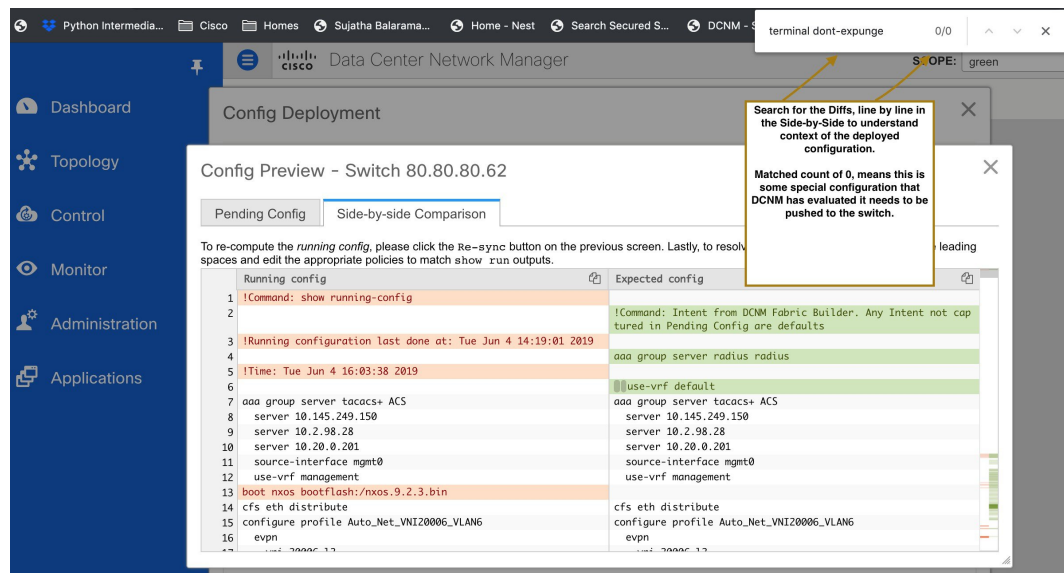 Python Intermedia...
Cisco
Homes
Sujatha Balarama...
Home - Nest
Search Secured S...
DCNM - S
terminal dont-expunge 0/0
cisco Data Center Network Manager
SCOPE: green
Dashboard
Topology
Control
Monitor
Administration
Applications
Config Deployment
Search for the Diffs, line by line in
the Side-by-Side to understand
context of the deployed
configuration.
Matched count of 0, means this is
some special configuration that
DCNM has evaluated it needs to be
pushed to the switch.
Config Preview - Switch 80.80.80.62
Pending Config
Side-by-side Comparison
To re-compute the running config, please click the Re-sync button on the previous screen. Lastly, to resolv
leading
spaces and edit the appropriate policies to match show run outputs.
Running config
Expected config
1 !Command: show running-config
2 !Command: Intent from DCNM Fabric Builder. Any Intent not cap
tured in Pending Config are defaults
3 !Running configuration last done at: Tue Jun 4 14:19:01 2019
4 aaa group server radius radius
5 !Time: Tue Jun 4 16:03:38 2019
6 use-vrf default
7 aaa group server tacacs+ ACS aaa group server tacacs+ ACS
8 server 10.145.249.150 server 10.145.249.150
9 server 10.2.98.28 server 10.2.98.28
10 server 10.20.0.201 server 10.20.0.201
11 source-interface mgmt0 source-interface mgmt0
12 use-vrf management use-vrf management
13 boot nxos bootflash:/nxos.9.2.3.bin
14 cfs eth distribute cfs eth distribute
15 configure profile Auto_Net_VNI20006_VLAN6 configure profile Auto_Net_VNI20006_VLAN6
16 evpn evpn